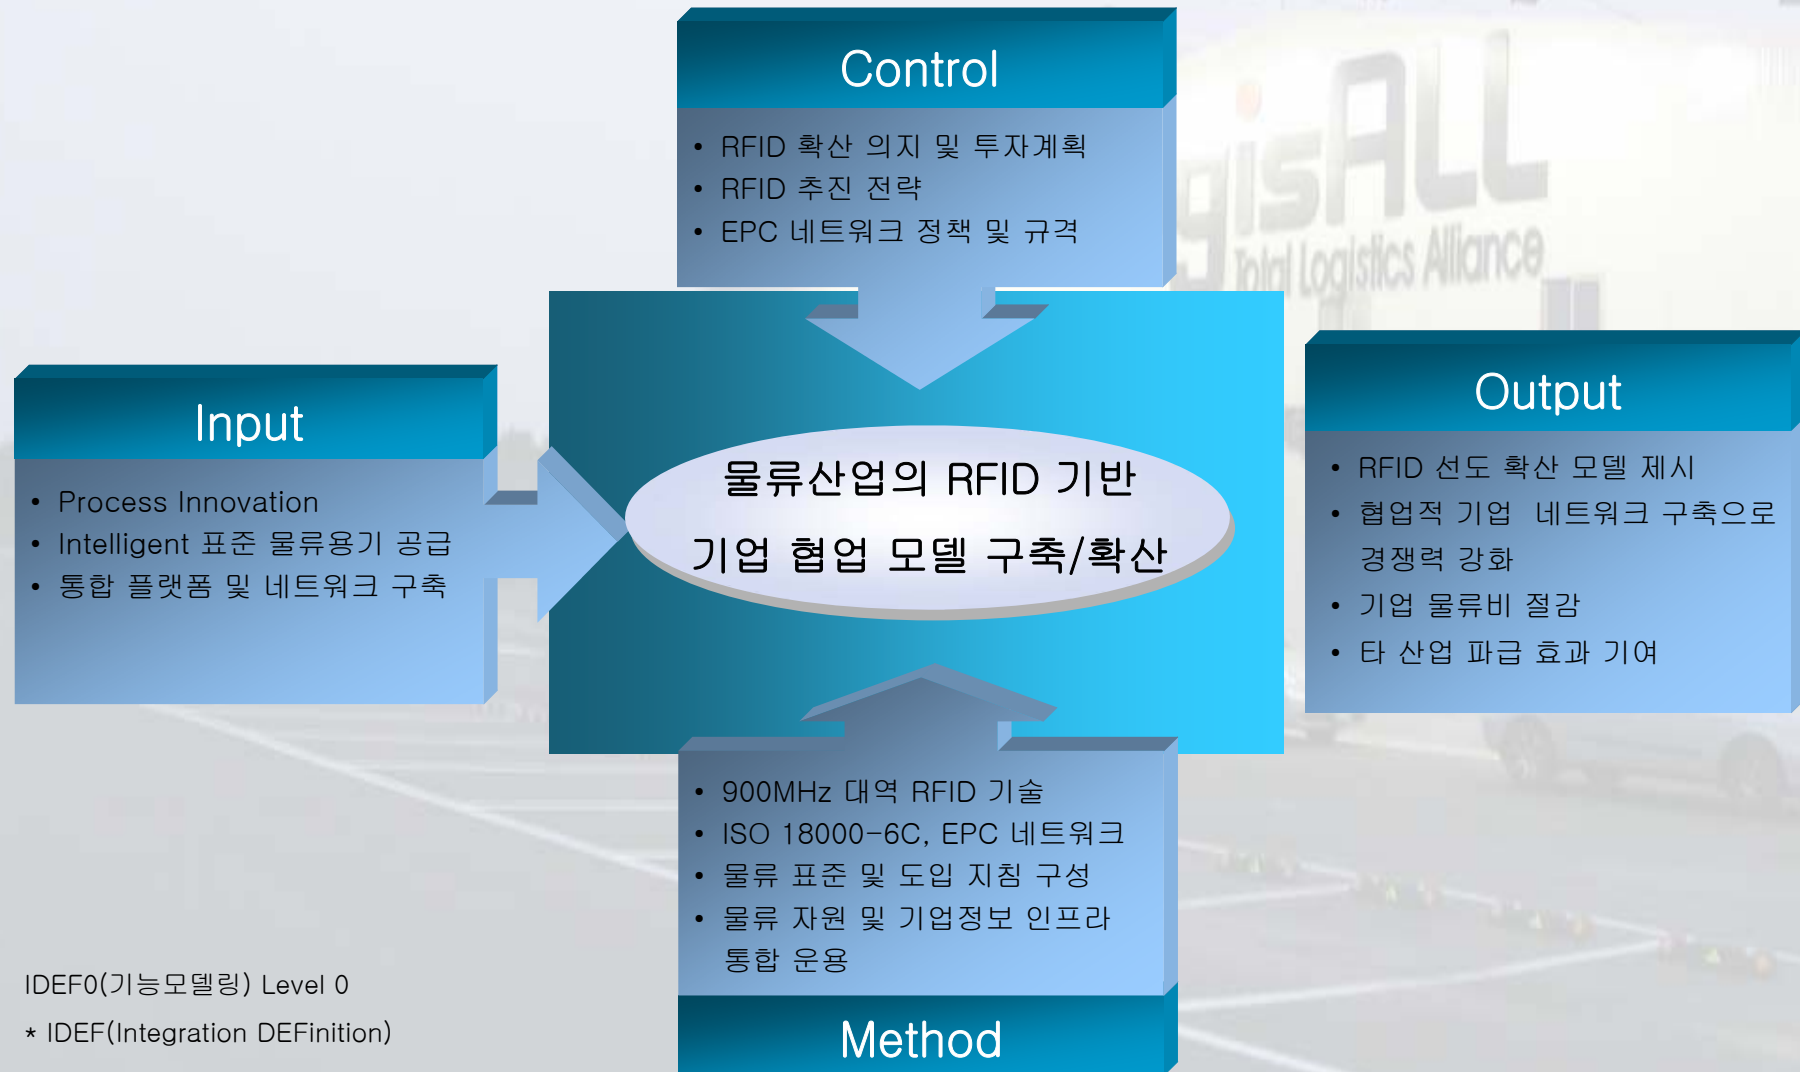 Control
• RFID 확산 의지 및 투자계획
• RFID 추진 전략
• EPC 네트워크 정책 및 규격
gisALL
Total Logistics Alliance
Input
• Process Innovation
• Intelligent 표준 물류용기 공급
• 통합 플랫폼 및 네트워크 구축
물류산업의 RFID 기반
기업 협업 모델 구축/확산
Output
• RFID 선도 확산 모델 제시
• 협업적 기업 네트워크 구축으로
경쟁력 강화
• 기업 물류비 절감
• 타 산업 파급 효과 기여
• 900MHz 대역 RFID 기술
• ISO 18000-6C, EPC 네트워크
• 물류 표준 및 도입 지침 구성
• 물류 자원 및 기업정보 인프라
통합 운용
Method
IDEF0(기능모델링) Level 0
* IDEF(Integration DEFinition)